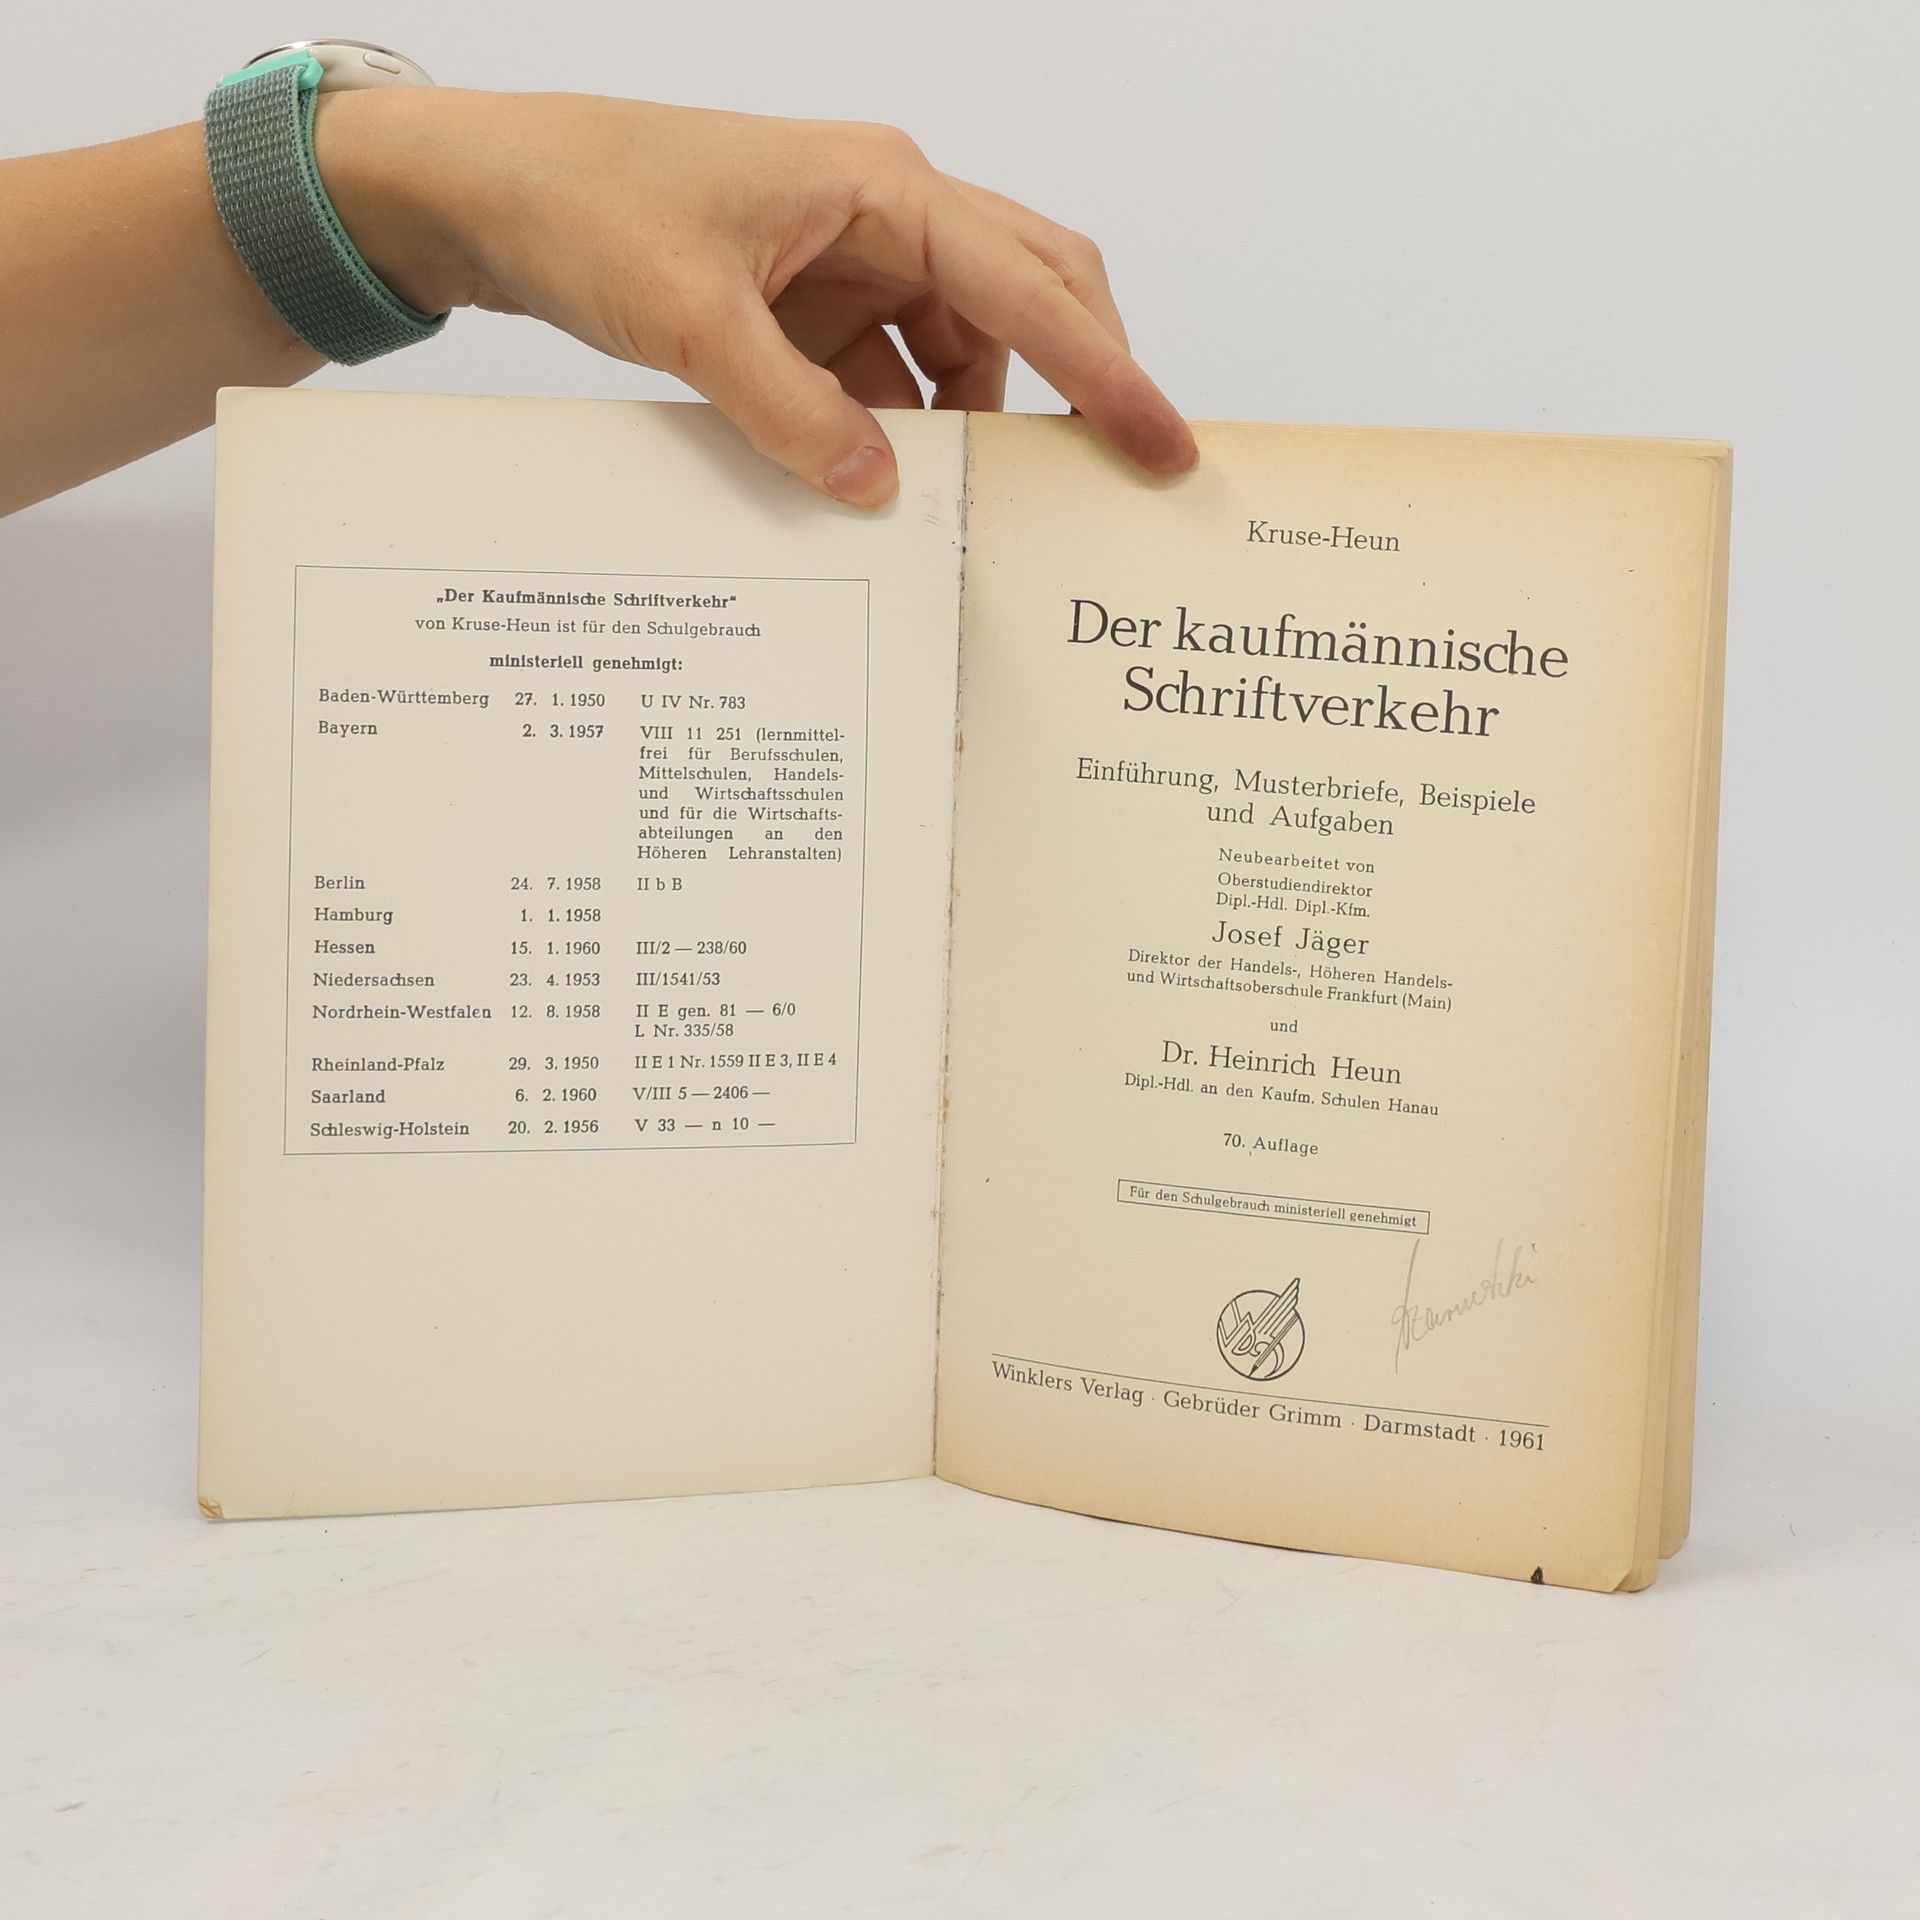 „Der Kaufmännische Schriftverkehr“
von Kruse-Heun ist für den Schulgebrauch
ministeriell genehmigt:
Baden-Württemberg 27. 1. 1950 U IV Nr. 783
Bayern 2. 3. 1957 VIII 11 251 (lernmittel-
frei für Berufsschulen,
Mittelschulen, Handels-
und Wirtschaftsschulen
und für die Wirtschafts-
abteilungen an den
Höheren Lehranstalten)
Berlin 24. 7. 1958 II b B
Hamburg 1. 1. 1958
Hessen 15. 1. 1960 III/2 — 238/60
Niedersachsen 23. 4. 1953 III/1541/53
Nordrhein-Westfalen 12. 8. 1958 II E gen. 81 — 6/0
L Nr. 335/58
Rheinland-Pfalz 29. 3. 1950 II E 1 Nr. 1559 II E 3, II E 4
Saarland 6. 2. 1960 V/III 5 — 2406 —
Schleswig-Holstein 20. 2. 1956 V 33 — n 10 —
Kruse-Heun
Der kaufmännische
Schriftverkehr
Einführung, Musterbriefe, Beispiele
und Aufgaben
Neubearbeitet von
Oberstudiendirektor
Dipl.-Hdl. Dipl.-Kfm.
Josef Jäger
Direktor der Handels-, Höheren Handels-
und Wirtschaftsoberschule Frankfurt (Main)
und
Dr. Heinrich Heun
Dipl.-Hdl. an den Kaufm. Schulen Hanau
70. Auflage
Für den Schulgebrauch ministeriell genehmigt
Winklers Verlag · Gebrüder Grimm · Darmstadt · 1961